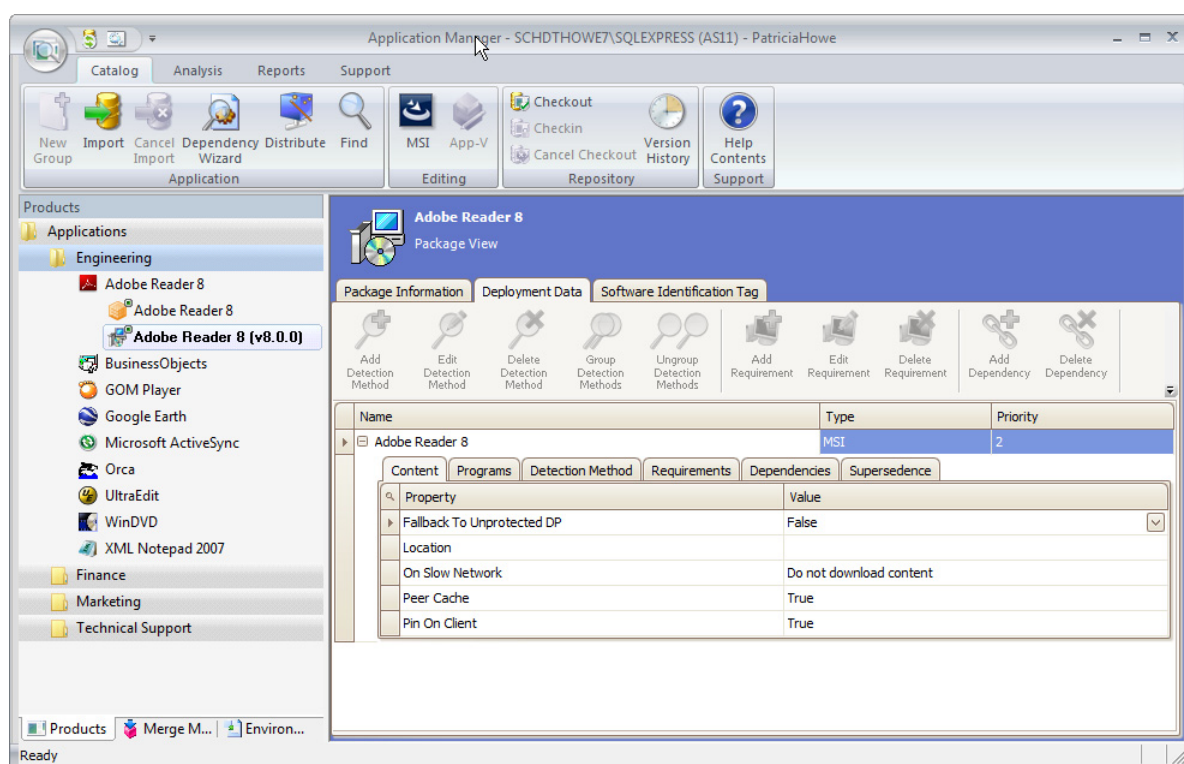 Application Manager - SCHDTHOWE7\SQLEXPRESS (AS11) - PatriciaHowe
Catalog Analysis Reports Support
New Group
Import
Cancel Import
Dependency Wizard
Distribute
Find
MSI
App-V
Checkout
Checkin
Cancel Checkout
Version History
Help Contents
Application
Editing
Repository
Support
Products
Applications
Engineering
Adobe Reader 8
Adobe Reader 8
Adobe Reader 8 (v8.0.0)
BusinessObjects
GOM Player
Google Earth
Microsoft ActiveSync
Orca
UltraEdit
WinDVD
XML Notepad 2007
Finance
Marketing
Technical Support
Products
Merge M...
Environ...
Adobe Reader 8
Package View
Package Information
Deployment Data
Software Identification Tag
Add Detection Method
Edit Detection Method
Delete Detection Method
Group Detection Methods
Ungroup Detection Methods
Add Requirement
Edit Requirement
Delete Requirement
Add Dependency
Delete Dependency
Name Type Priority
Adobe Reader 8 MSI 2
Content Programs Detection Method Requirements Dependencies Supersedence
Property Value
Fallback To Unprotected DP False
Location
On Slow Network Do not download content
Peer Cache True
Pin On Client True
Ready